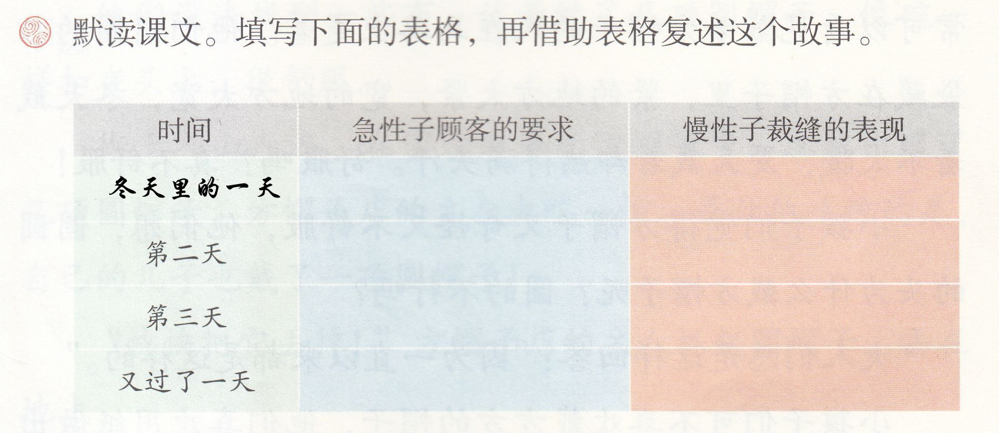 默读课文。填写下面的表格，再借助表格复述这个故事。
时间 急性子顾客的要求 慢性子裁缝的表现
冬天里的一天
第二天
第三天
又过了一天